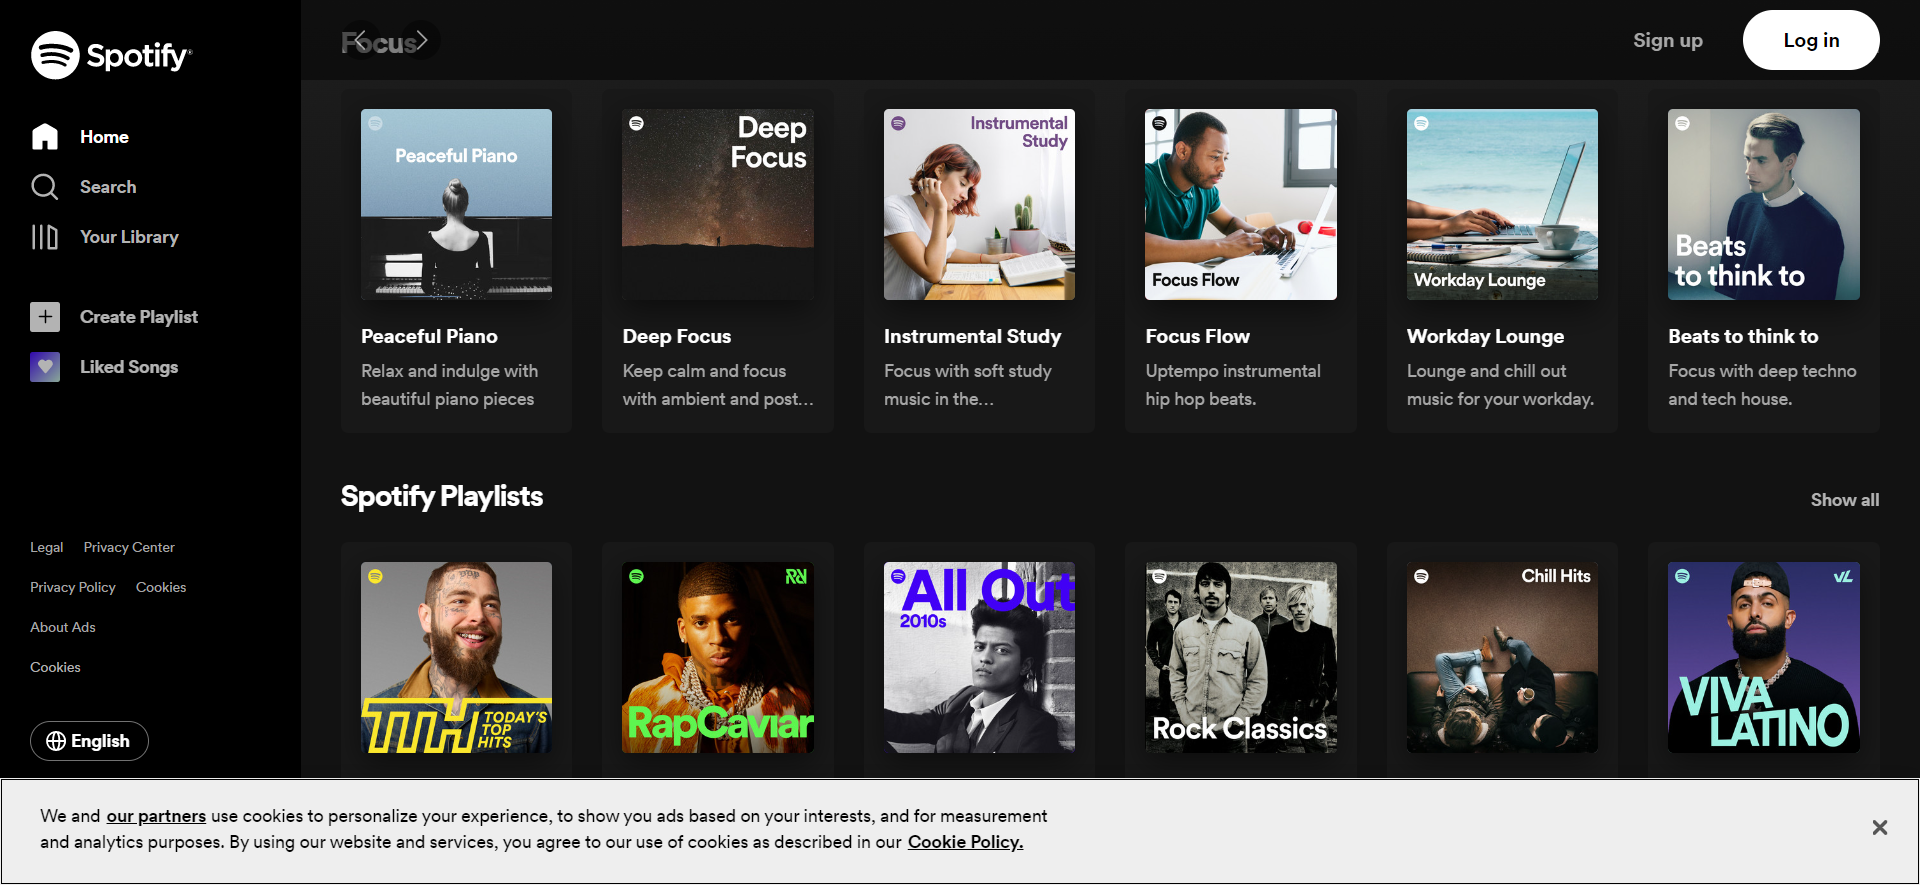 Spotify
Home
Search
Your Library
Create Playlist
Liked Songs
Legal Privacy Center
Privacy Policy Cookies
About Ads
Cookies
English
Focus
Sign up
Log in
Peaceful Piano
Deep
Focus
Instrumental
Study
Focus Flow
Workday Lounge
Beats
to think to
Peaceful Piano
Relax and indulge with
beautiful piano pieces
Deep Focus
Keep calm and focus
with ambient and post...
Instrumental Study
Focus with soft study
music in the...
Focus Flow
Uptempo instrumental
hip hop beats.
Workday Lounge
Lounge and chill out
music for your workday.
Beats to think to
Focus with deep techno
and tech house.
Spotify Playlists
Show all
TTH TODAY'S
TOP
HITS
RapCaviar
All Out
2010s
Rock Classics
Chill Hits
VL
VIVA
LATINO
We and our partners use cookies to personalize your experience, to show you ads based on your interests, and for measurement
and analytics purposes. By using our website and services, you agree to our use of cookies as described in our Cookie Policy.